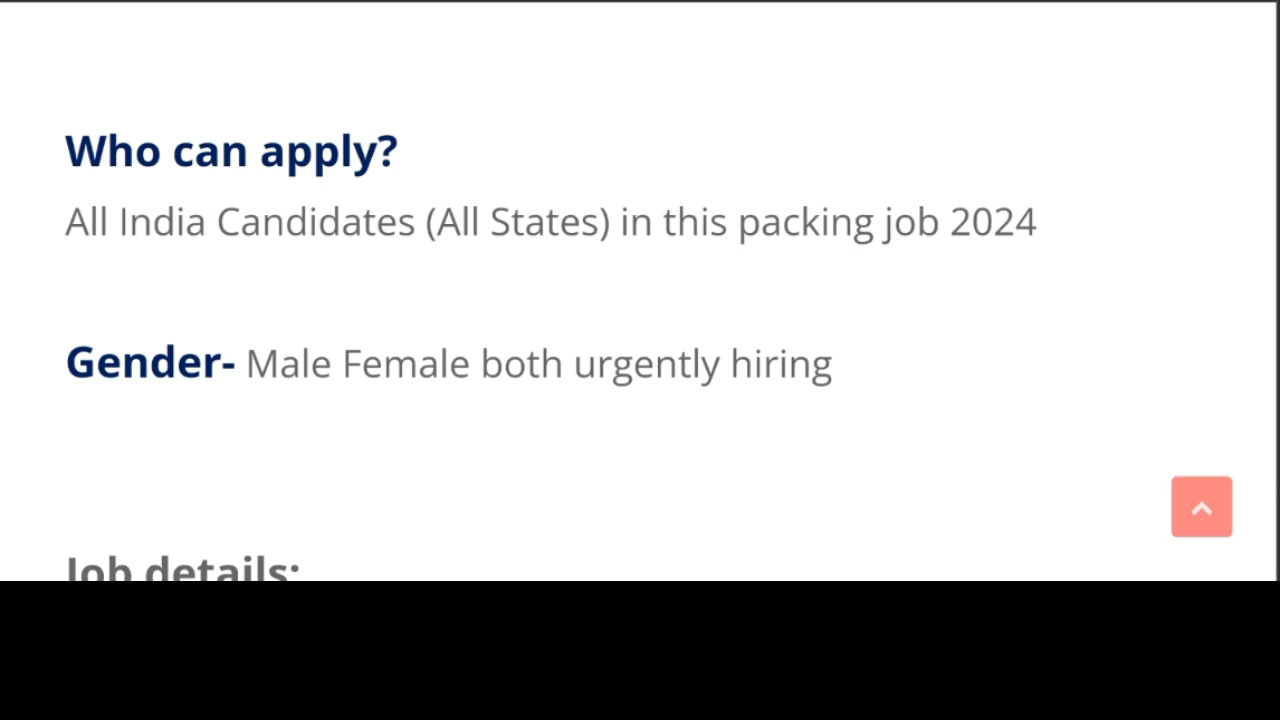 Who can apply?
All India Candidates (All States) in this packing job 2024
Gender- Male Female both urgently hiring
Job details: